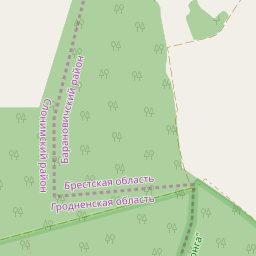 Барановичский район
Слонимский район
Брестская область
Гродненская область